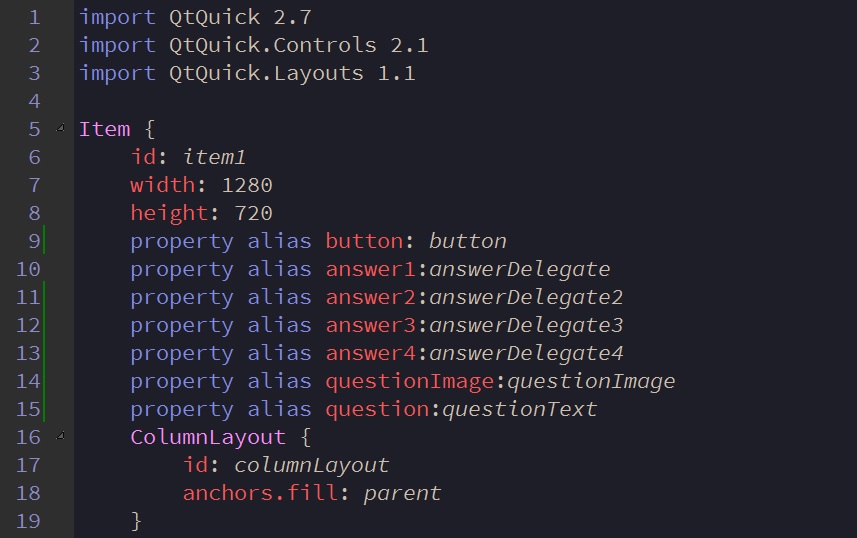 1 import QtQuick 2.7
2 import QtQuick.Controls 2.1
3 import QtQuick.Layouts 1.1
4
5 Item {
6     id: item1
7     width: 1280
8     height: 720
9     property alias button: button
10     property alias answer1:answerDelegate
11     property alias answer2:answerDelegate2
12     property alias answer3:answerDelegate3
13     property alias answer4:answerDelegate4
14     property alias questionImage:questionImage
15     property alias question:questionText
16     ColumnLayout {
17         id: columnLayout
18         anchors.fill: parent
19     }